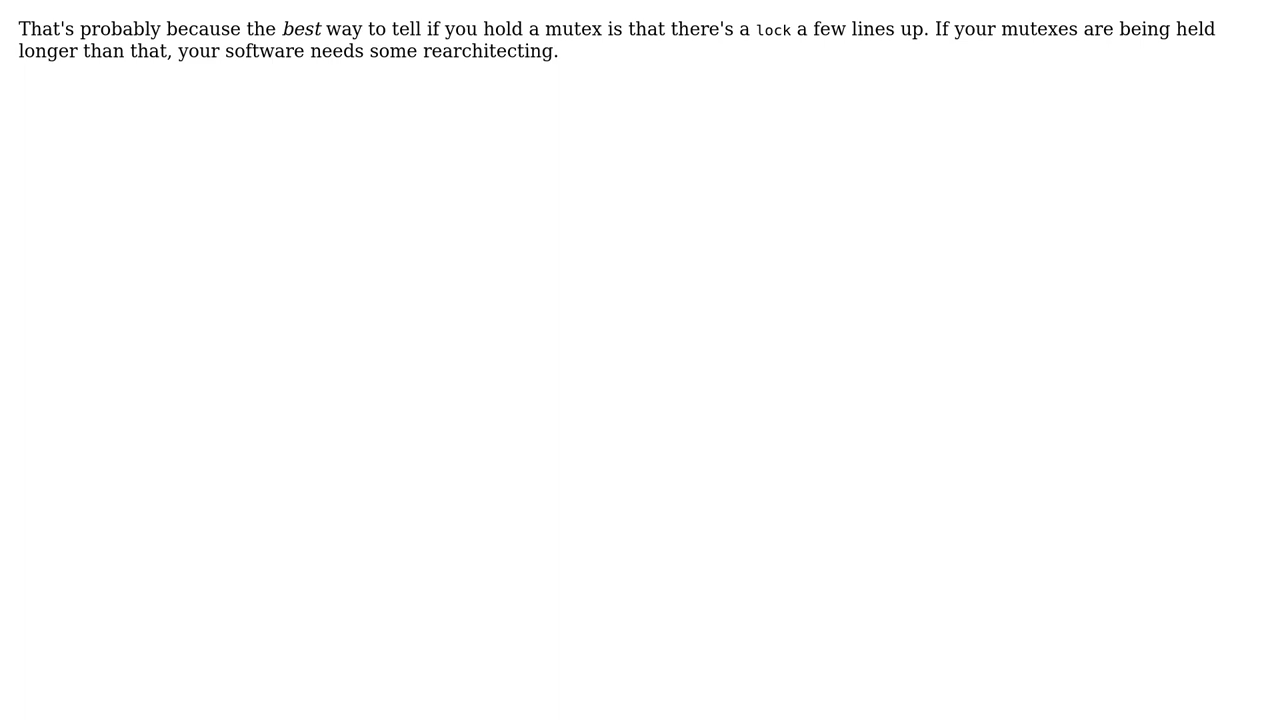 That's probably because the best way to tell if you hold a mutex is that there's a lock a few lines up. If your mutexes are being held
longer than that, your software needs some rearchitecting.